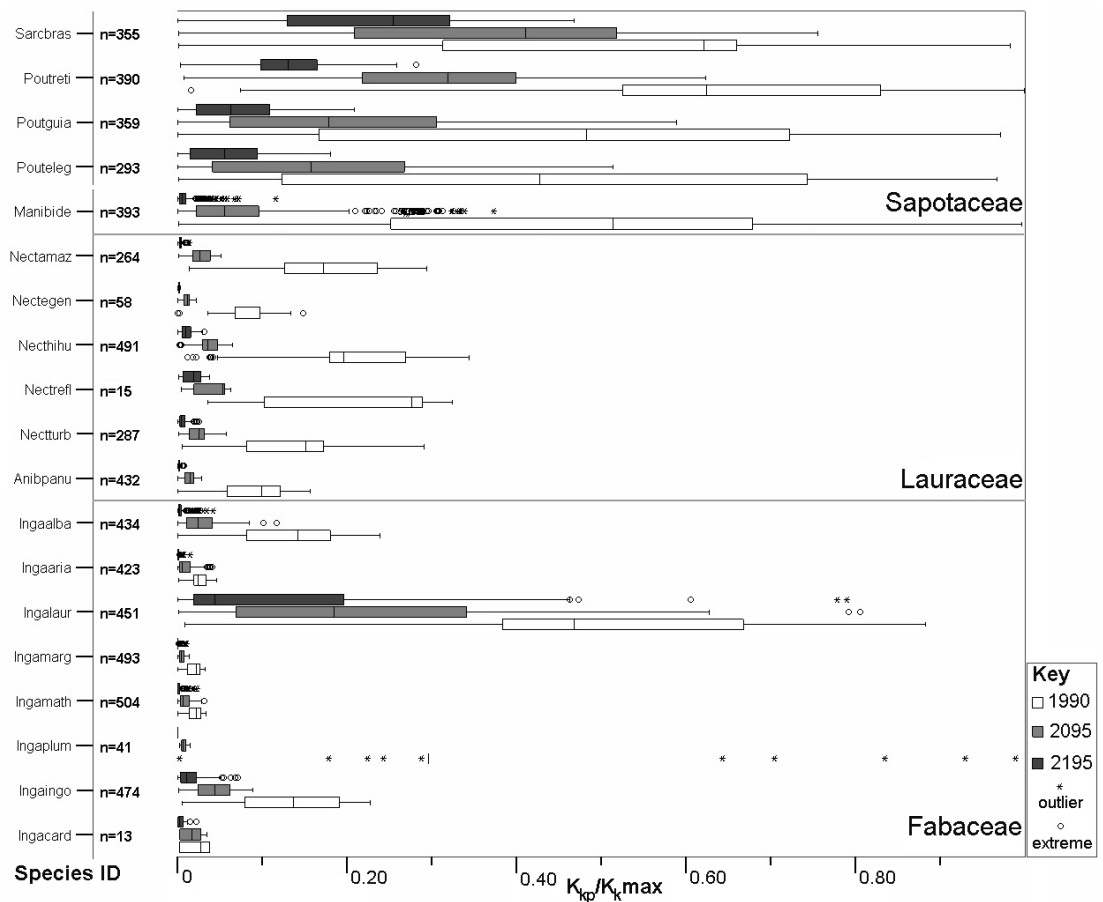 Sarcbras n=355
Poutreti n=390
Poutguia n=359
Pouteleg n=293
Sapotaceae
Manibide n=393
Nectamaz n=264
Nectegen n=58
Necthihu n=491
Nectrefl n=15
Nectturb n=287
Lauraceae
Anibpanu n=432
Ingaalba n=434
Ingaaria n=423
Ingalaur n=451
Ingamarg n=493
Ingamath n=504
Ingaplum n=41
Ingaingo n=474
Fabaceae
Ingacard n=13
Key
1990
2095
2195
* outlier
o extreme
Species ID
0 0.20 0.40 0.60 0.80
Kkp/Kkmax